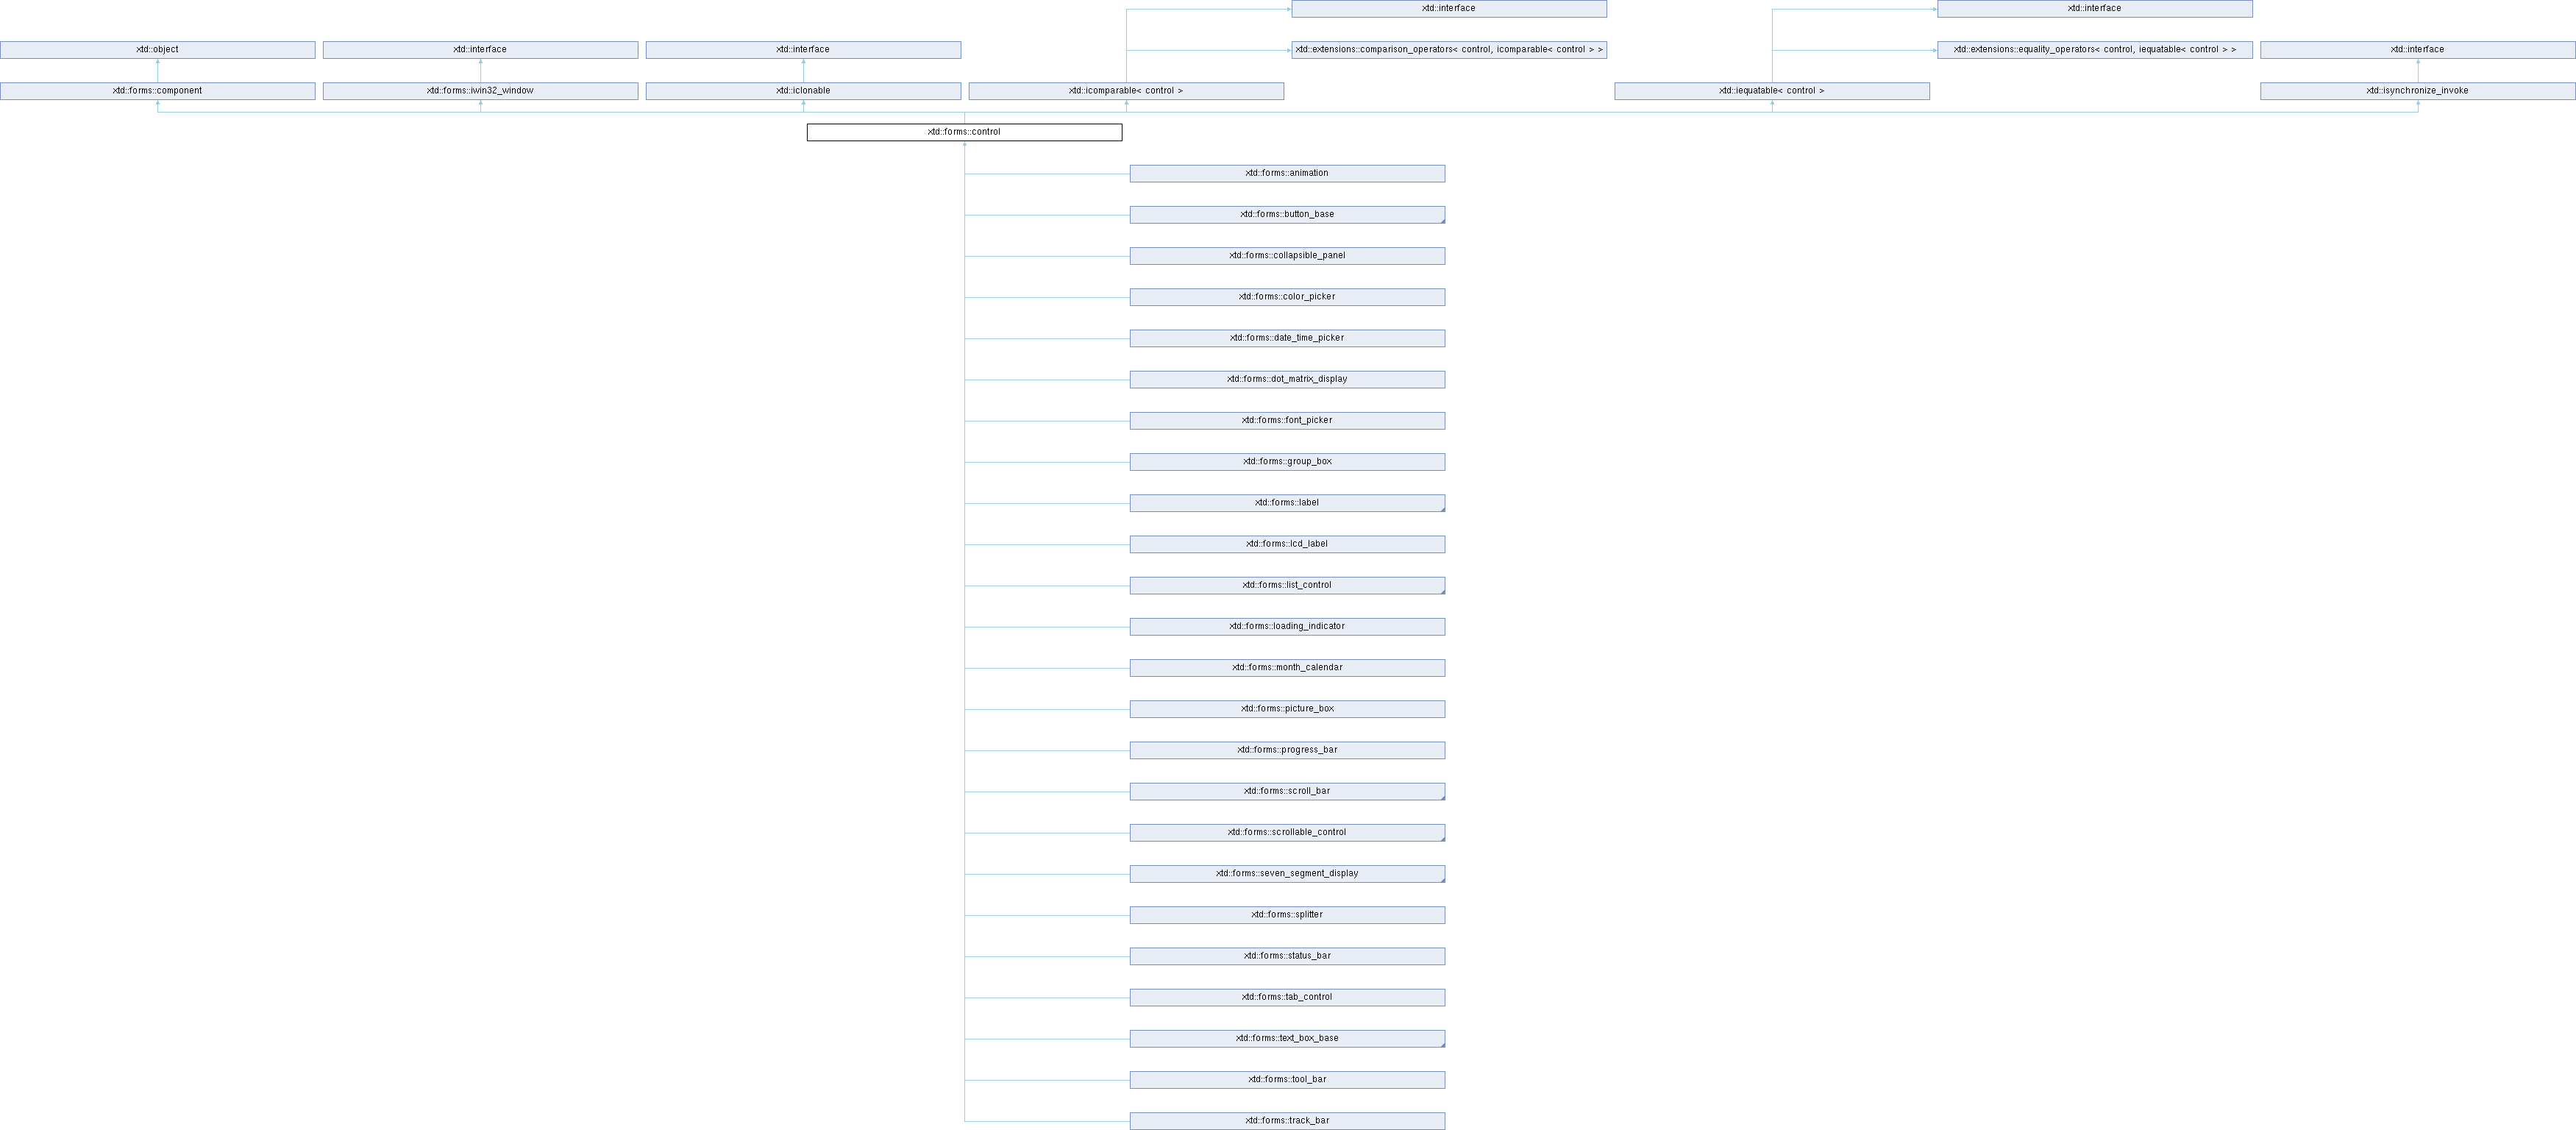 xtd::interface
xtd::interface
xtd::object
xtd::interface
xtd::interface
xtd::extensions::comparison_operators< control, icomparable< control > >
xtd::extensions::equality_operators< control, iequatable< control > >
xtd::interface
xtd::forms::component
xtd::forms::iwin32_window
xtd::iclonable
xtd::icomparable< control >
xtd::iequatable< control >
xtd::isynchronize_invoke
xtd::forms::control
xtd::forms::animation
xtd::forms::button_base
xtd::forms::collapsible_panel
xtd::forms::color_picker
xtd::forms::date_time_picker
xtd::forms::dot_matrix_display
xtd::forms::font_picker
xtd::forms::group_box
xtd::forms::label
xtd::forms::lcd_label
xtd::forms::list_control
xtd::forms::loading_indicator
xtd::forms::month_calendar
xtd::forms::picture_box
xtd::forms::progress_bar
xtd::forms::scroll_bar
xtd::forms::scrollable_control
xtd::forms::seven_segment_display
xtd::forms::splitter
xtd::forms::status_bar
xtd::forms::tab_control
xtd::forms::text_box_base
xtd::forms::tool_bar
xtd::forms::track_bar